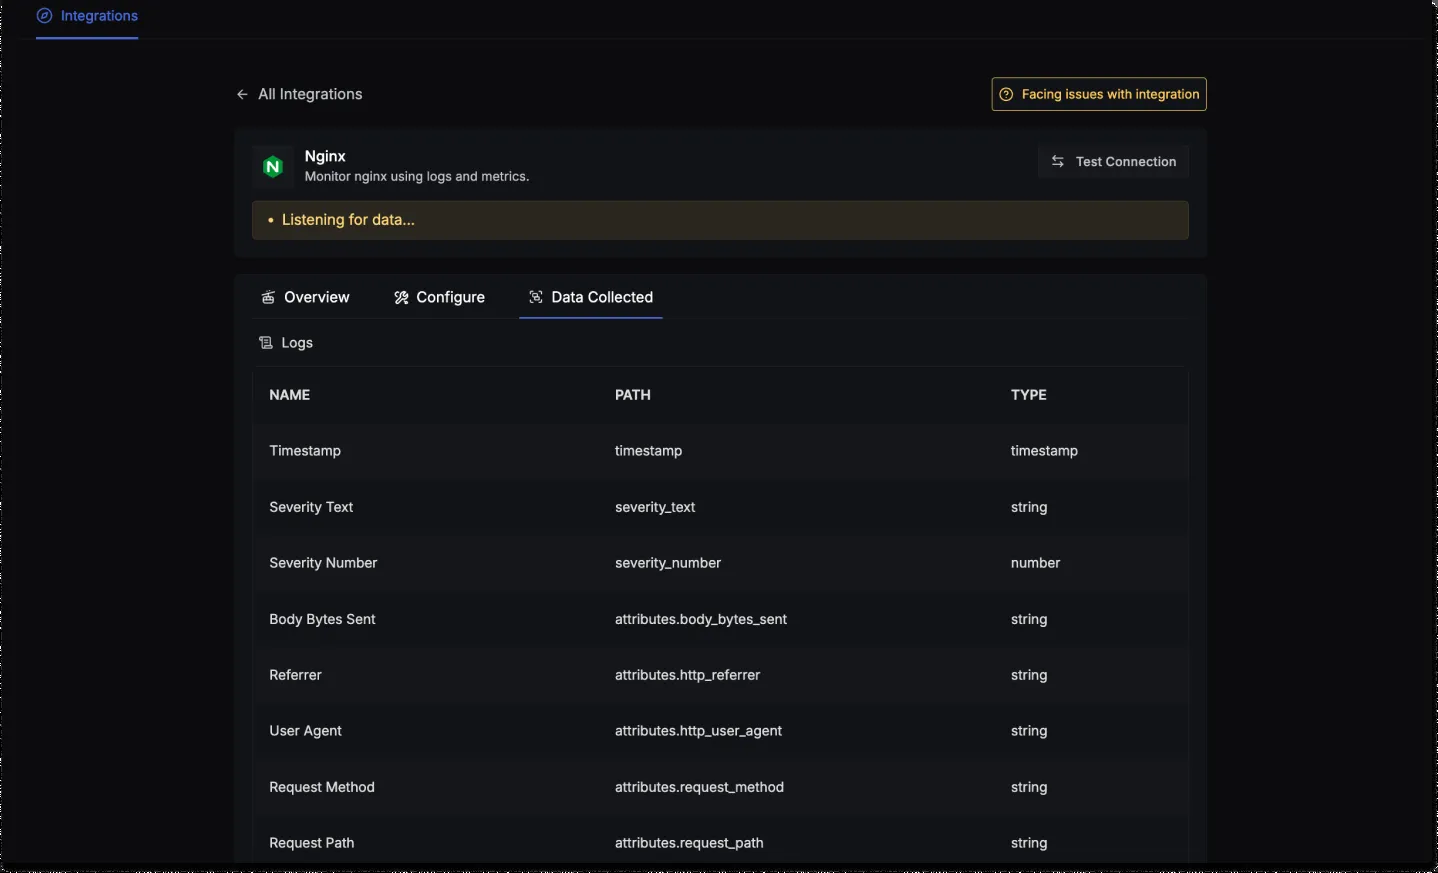 Integrations
All Integrations
Facing issues with integration
N
Nginx
Monitor nginx using logs and metrics.
Test Connection
• Listening for data...
Overview Configure Data Collected
Logs
NAME PATH TYPE
Timestamp timestamp timestamp
Severity Text severity_text string
Severity Number severity_number number
Body Bytes Sent attributes.body_bytes_sent string
Referrer attributes.http_referrer string
User Agent attributes.http_user_agent string
Request Method attributes.request_method string
Request Path attributes.request_path string